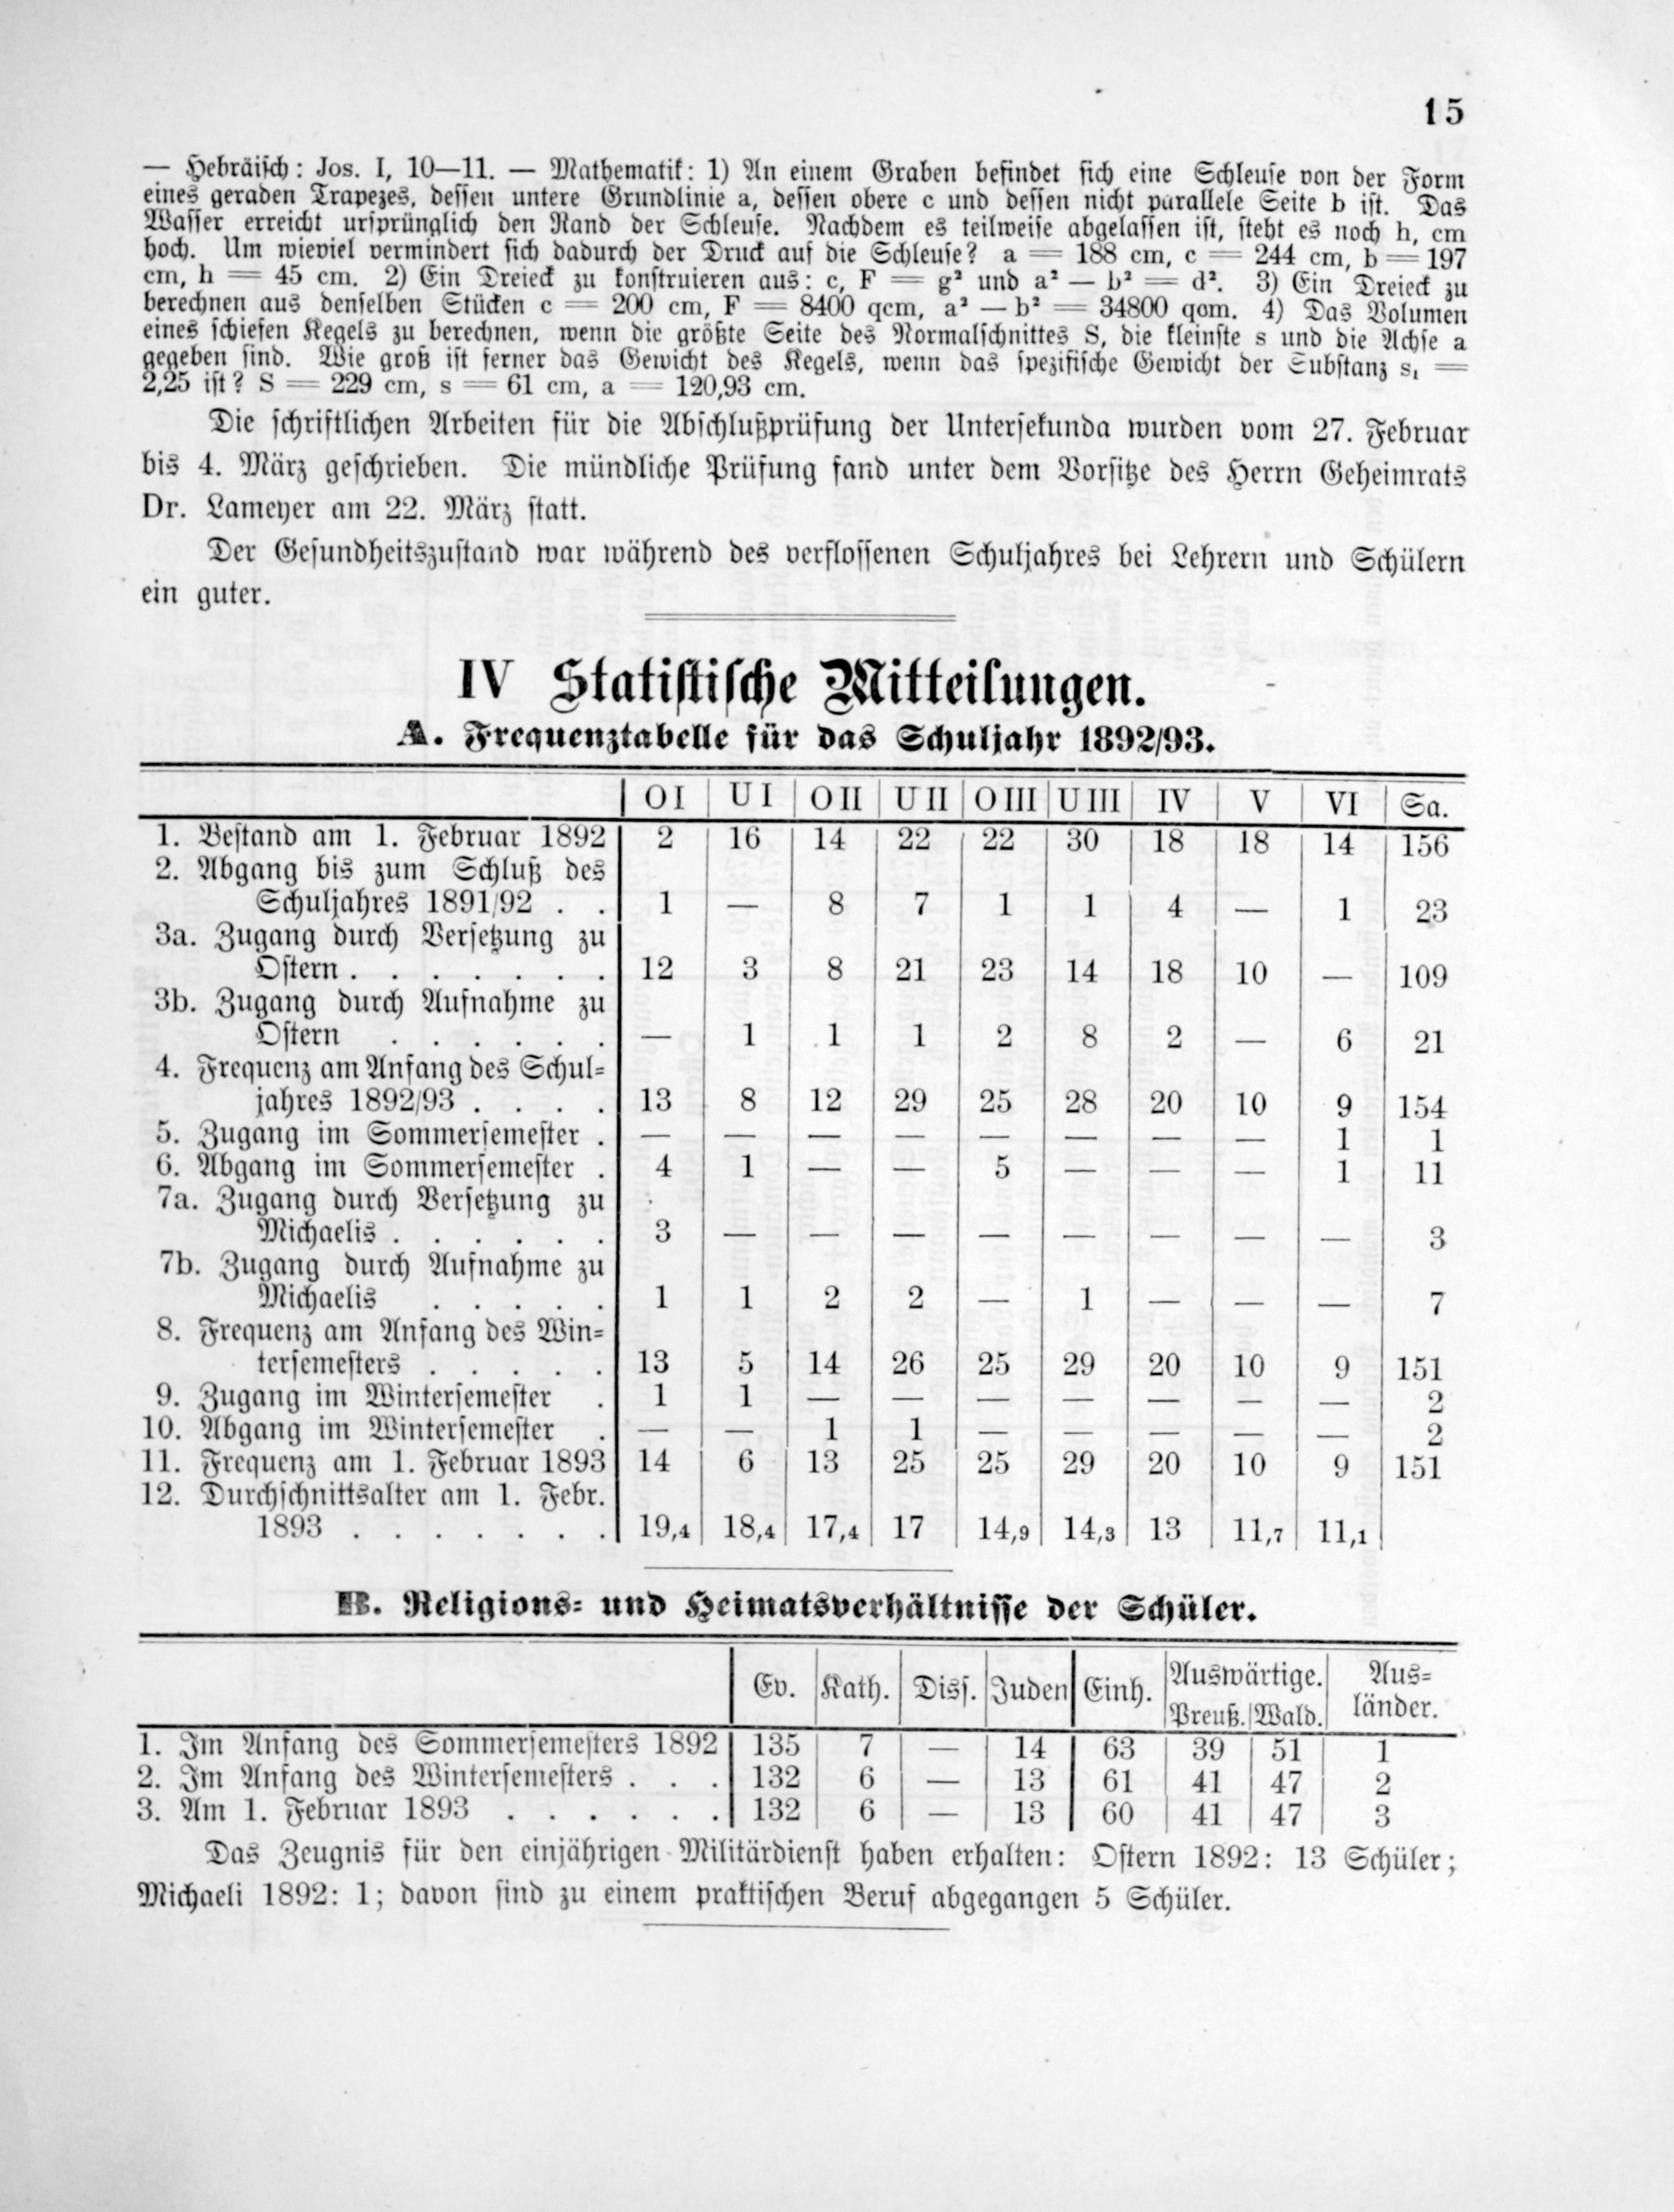 15
— Hebräisch: Jos. I, 10—11. — Mathematik: 1) An einem Graben befindet sich eine Schleuse von der Form
eines geraden Trapezes, dessen untere Grundlinie a, dessen obere c und dessen nicht parallele Seite b ist. Das
Wasser erreicht ursprünglich den Rand der Schleuse. Nachdem es teilweise abgelassen ist, steht es noch h, cm
hoch. Um wieviel vermindert sich dadurch der Druck auf die Schleuse? a = 188 cm, c = 244 cm, b = 197
cm, h = 45 cm. 2) Ein Dreieck zu konstruieren aus: c, F = g² und a² — b² = d². 3) Ein Dreieck zu
berechnen aus denselben Stücken c = 200 cm, F = 8400 qcm, a² — b² = 34800 qcm. 4) Das Volumen
eines schiefen Kegels zu berechnen, wenn die größte Seite des Normalschnittes S, die kleinste s und die Achse a
gegeben sind. Wie groß ist ferner das Gewicht des Kegels, wenn das spezifische Gewicht der Substanz s₁ =
2,25 ist? S = 229 cm, s = 61 cm, a = 120,93 cm.
Die schriftlichen Arbeiten für die Abschlußprüfung der Untersekunda wurden vom 27. Februar
bis 4. März geschrieben. Die mündliche Prüfung fand unter dem Vorsitze des Herrn Geheimrats
Dr. Lameyer am 22. März statt.
Der Gesundheitszustand war während des verflossenen Schuljahres bei Lehrern und Schülern
ein guter.
IV Statistische Mitteilungen.
A. Frequenztabelle für das Schuljahr 1892/93.
O I U I O II U II O III U III IV V VI Sa.
1. Bestand am 1. Februar 1892 2 16 14 22 22 30 18 18 14 156
2. Abgang bis zum Schluß des
Schuljahres 1891/92 . . 1 — 8 7 1 1 4 — 1 23
3a. Zugang durch Versetzung zu
Ostern . . . . . . . 12 3 8 21 23 14 18 10 — 109
3b. Zugang durch Aufnahme zu
Ostern . . . . . . — 1 1 1 2 8 2 — 6 21
4. Frequenz am Anfang des Schul-
jahres 1892/93 . . . . 13 8 12 29 25 28 20 10 9 154
5. Zugang im Sommersemester . — — — — — — — — 1 1
6. Abgang im Sommersemester . 4 1 — — 5 — — — 1 11
7a. Zugang durch Versetzung zu
Michaelis . . . . . . 3 — — — — — — — — 3
7b. Zugang durch Aufnahme zu
Michaelis . . . . . 1 1 2 2 — 1 — — — 7
8. Frequenz am Anfang des Win-
tersemesters . . . . . 13 5 14 26 25 29 20 10 9 151
9. Zugang im Wintersemester . 1 1 — — — — — — — 2
10. Abgang im Wintersemester . — — 1 1 — — — — — 2
11. Frequenz am 1. Februar 1893 14 6 13 25 25 29 20 10 9 151
12. Durchschnittsalter am 1. Febr.
1893 . . . . . . . 19,4 18,4 17,4 17 14,9 14,3 13 11,7 11,1
B. Religions- und Heimatsverhältnisse der Schüler.
Ev. Kath. Diss. Juden Einh. Auswärtige. Aus-
Preuß. Wald. länder.
1. Im Anfang des Sommersemesters 1892 135 7 — 14 63 39 51 1
2. Im Anfang des Wintersemesters . . . 132 6 — 13 61 41 47 2
3. Am 1. Februar 1893 . . . . . . 132 6 — 13 60 41 47 3
Das Zeugnis für den einjährigen Militärdienst haben erhalten: Ostern 1892: 13 Schüler;
Michaeli 1892: 1; davon sind zu einem praktischen Beruf abgegangen 5 Schüler.